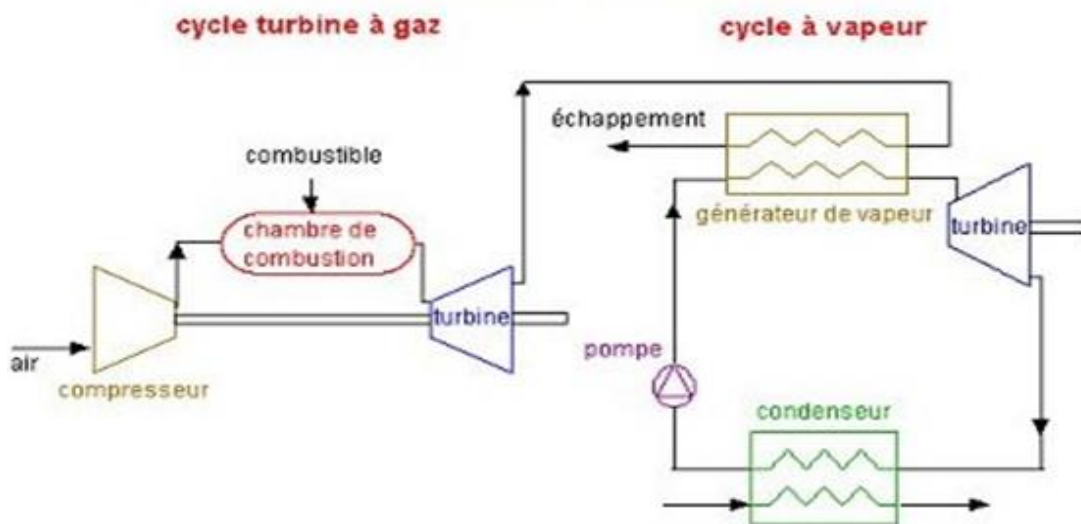 cycle turbine à gaz
cycle à vapeur
échappement
combustible
générateur de vapeur
chambre de
combustion
turbine
turbine
air
compresseur
pompe
condenseur